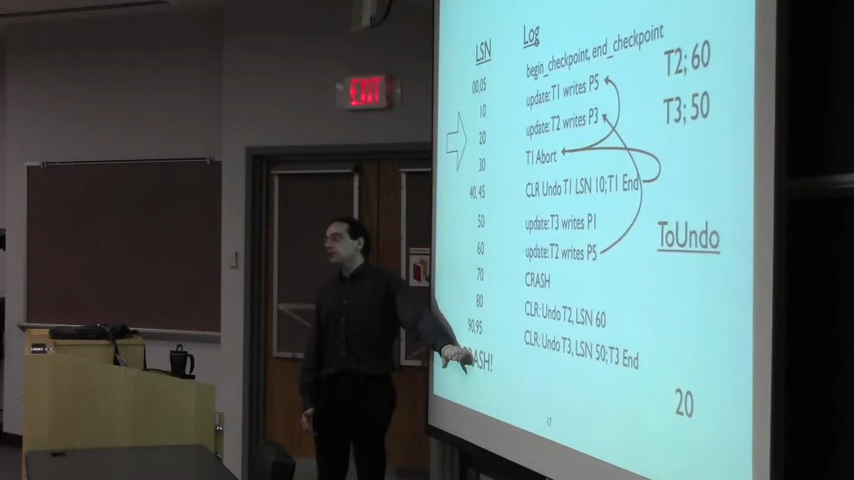 EXIT
LSN Log
00,05 begin_checkpoint, end_checkpoint
10 update: T1 writes P5
20 update: T2 writes P3
30 T1 Abort
40, 45 CLR Undo T1 LSN 10; T1 End
50 update: T3 writes P1
60 update: T2 writes P5
70 CRASH
80 CLR: Undo T2, LSN 60
90,95 CLR: Undo T3, LSN 50; T3 End
T2; 60
T3; 50
ToUndo
20
17